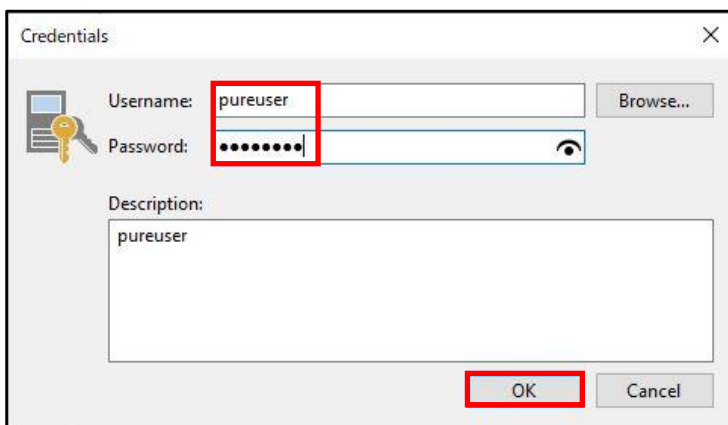 Credentials
Username: pureuser Browse...
Password: ••••••••
Description:
pureuser
OK Cancel